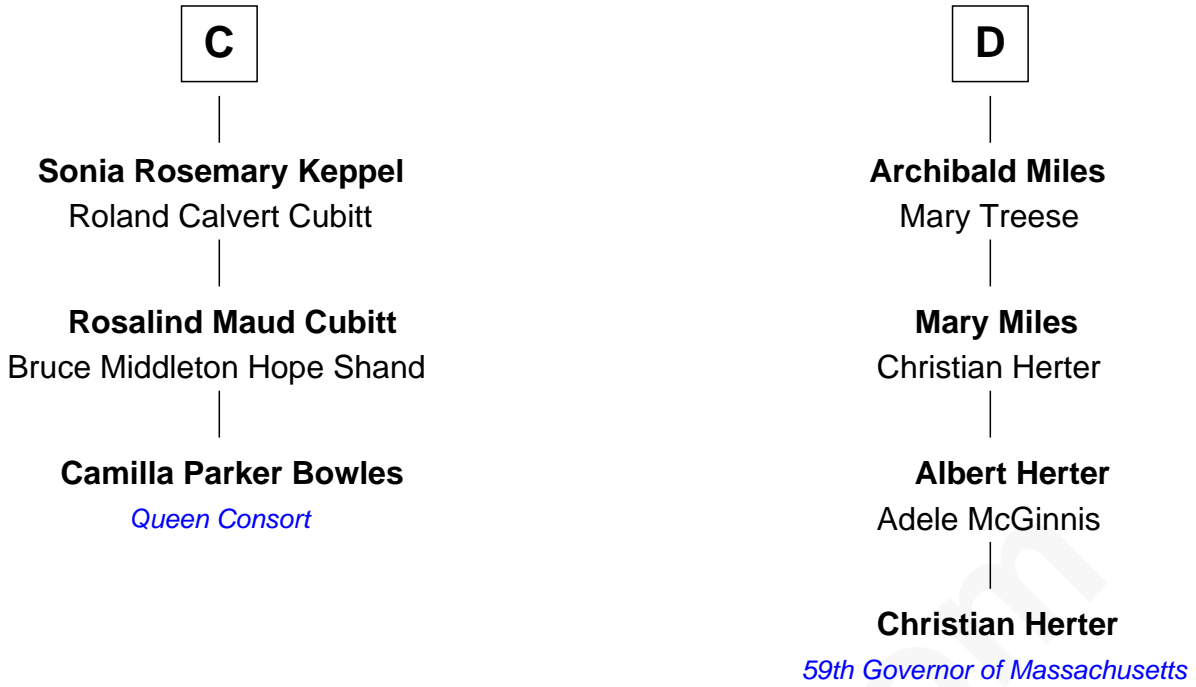 C
Sonia Rosemary Keppel
Roland Calvert Cubitt
Rosalind Maud Cubitt
Bruce Middleton Hope Shand
Camilla Parker Bowles
Queen Consort
D
Archibald Miles
Mary Treese
Mary Miles
Christian Herter
Albert Herter
Adele McGinnis
Christian Herter
59th Governor of Massachusetts